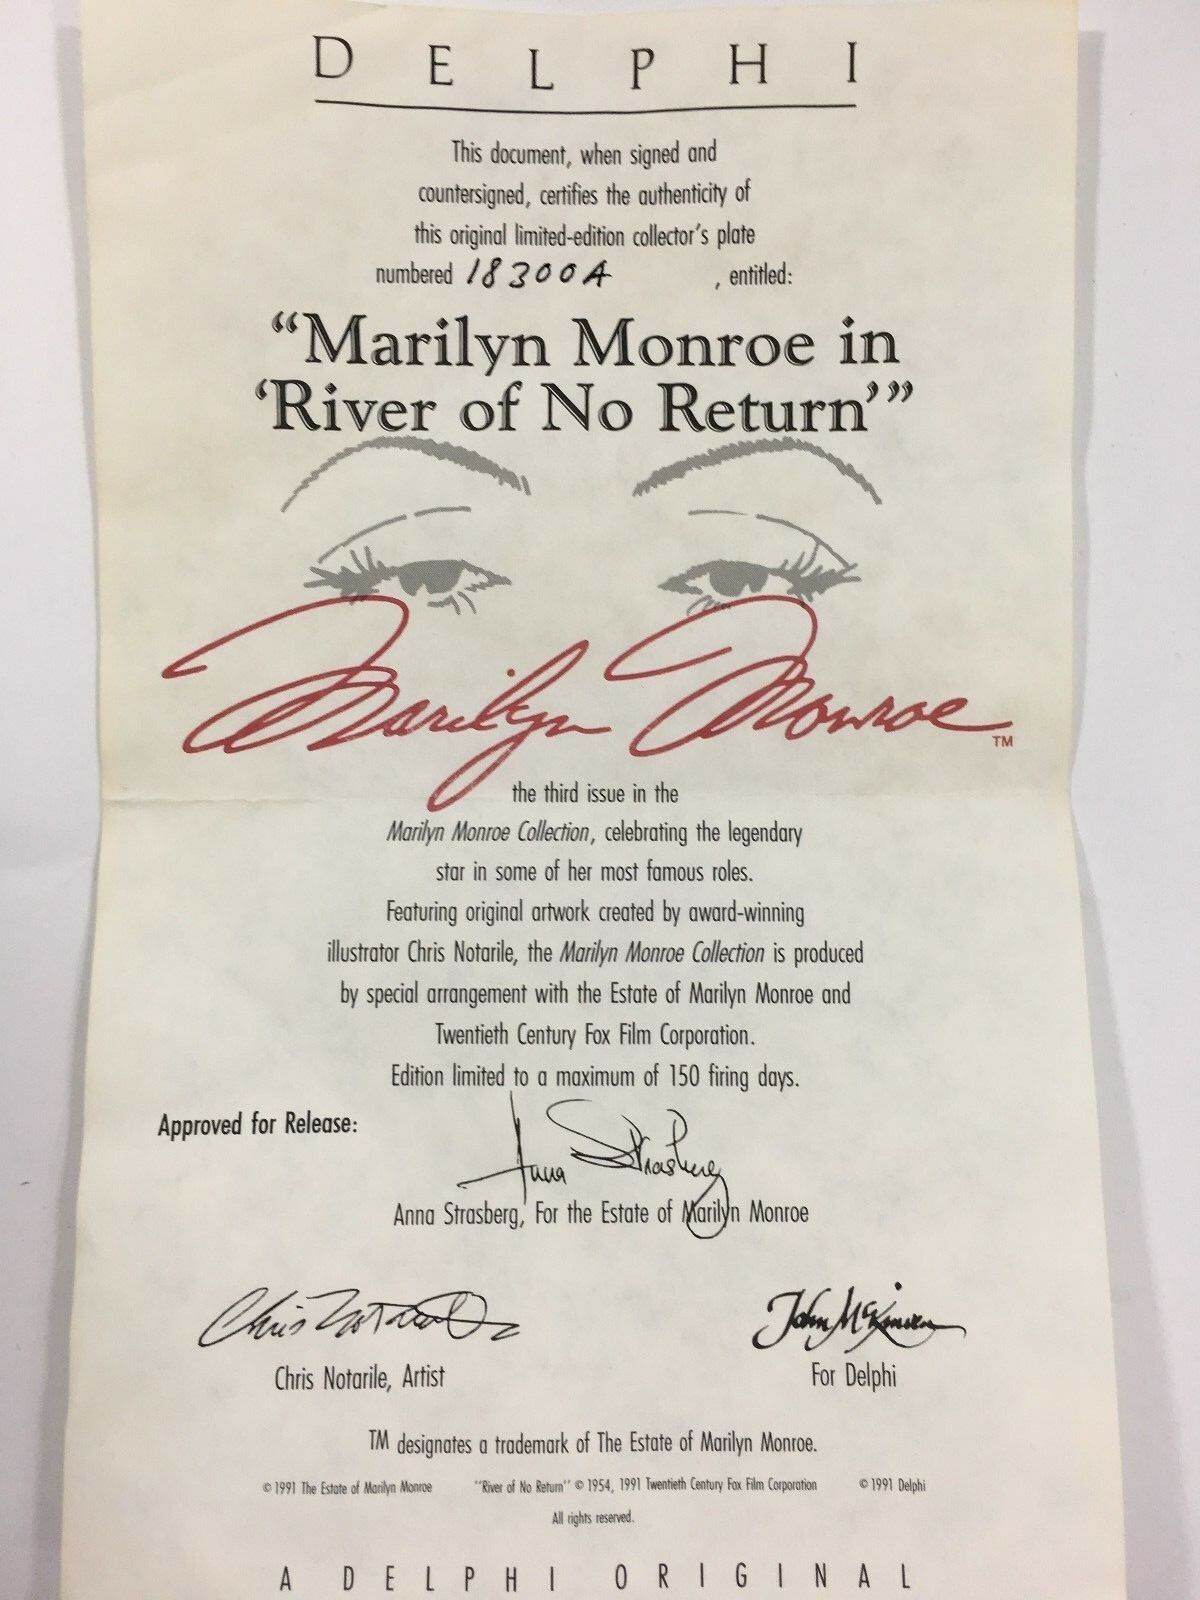 DELPHI
This document, when signed and
countersigned, certifies the authenticity of
this original limited-edition collector's plate
numbered 18300A , entitled:
“Marilyn Monroe in
‘River of No Return’”
Marilyn Monroe TM
the third issue in the
Marilyn Monroe Collection, celebrating the legendary
star in some of her most famous roles.
Featuring original artwork created by award-winning
illustrator Chris Notarile, the Marilyn Monroe Collection is produced
by special arrangement with the Estate of Marilyn Monroe and
Twentieth Century Fox Film Corporation.
Edition limited to a maximum of 150 firing days.
Approved for Release:
Anna Strasberg
Anna Strasberg, For the Estate of Marilyn Monroe
Chris Notarile John
Chris Notarile, Artist For Delphi
TM designates a trademark of The Estate of Marilyn Monroe.
© 1991 The Estate of Marilyn Monroe "River of No Return" © 1954, 1991 Twentieth Century Fox Film Corporation © 1991 Delphi
All rights reserved.
A DELPHI ORIGINAL